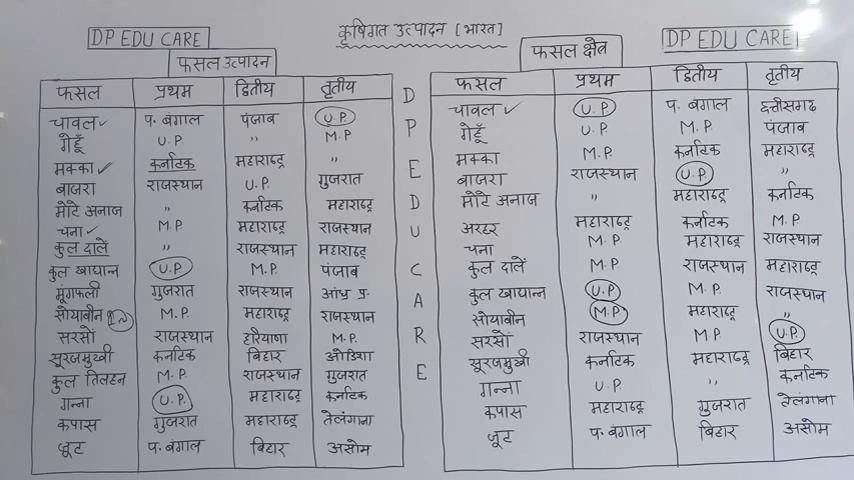 कृषिगत उत्पादन [भारत]
DP EDU CARE
DP EDU CARE
फसल उत्पादन
फसल प्रथम द्वितीय तृतीय
चावल ✓ प. बंगाल पंजाब U.P.
गेहूँ U.P. " M.P
मक्का ✓ कर्नाटक महाराष्ट्र "
बाजरा राजस्थान U.P. गुजरात
मोटे अनाज " कर्नाटक महाराष्ट्र
चना ✓ M.P महाराष्ट्र राजस्थान
कुल दालें " राजस्थान महाराष्ट्र
कुल खाद्यान्न U.P M.P. पंजाब
मूंगफली गुजरात राजस्थान आंध्र प्र.
सोयाबीन M.P. महाराष्ट्र राजस्थान
सरसों राजस्थान हरियाणा M.P.
सूरजमुखी कर्नाटक बिहार ओडिशा
कुल तिलहन M.P. राजस्थान गुजरात
गन्ना U.P. महाराष्ट्र कर्नाटक
कपास गुजरात महाराष्ट्र तेलंगाना
जूट प. बंगाल बिहार असोम
D
P
E
D
U
C
A
R
E
फसल क्षेत्र
फसल प्रथम द्वितीय तृतीय
चावल ✓ U.P. प. बंगाल छत्तीसगढ़
गेहूँ U.P M.P. पंजाब
मक्का M.P. कर्नाटक महाराष्ट्र
बाजरा राजस्थान U.P. "
मोटे अनाज " महाराष्ट्र कर्नाटक
अरहर महाराष्ट्र कर्नाटक M.P
चना M.P महाराष्ट्र राजस्थान
कुल दालें M.P राजस्थान महाराष्ट्र
कुल खाद्यान्न U.P. M.P. राजस्थान
सोयाबीन M.P. महाराष्ट्र "
सरसों राजस्थान M.P U.P.
सूरजमुखी कर्नाटक महाराष्ट्र बिहार
गन्ना U.P " कर्नाटक
कपास महाराष्ट्र गुजरात तेलंगाना
जूट प. बंगाल बिहार असोम